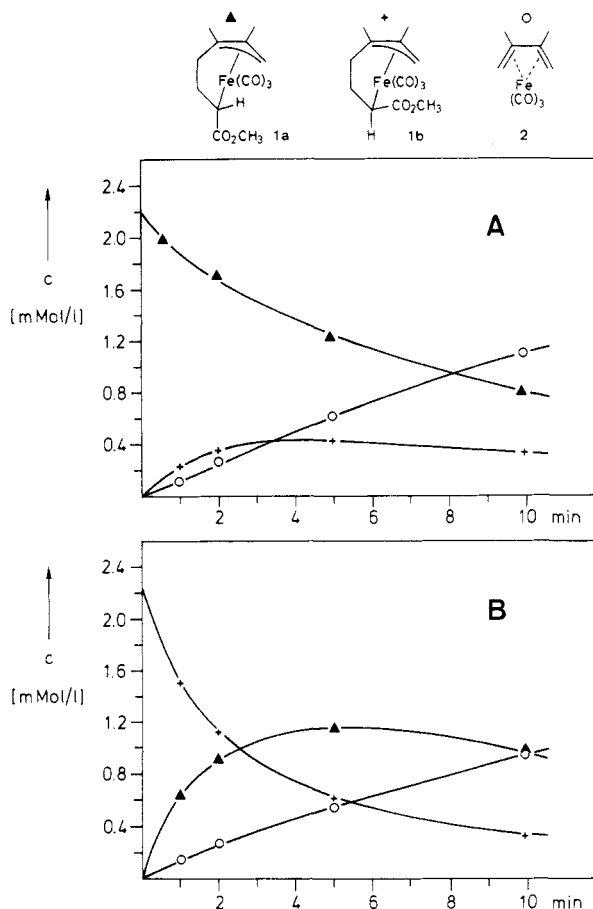 ▲ + ○
Fe(CO)3 Fe(CO)3 Fe
H CO2CH3 (CO)3
CO2CH3 1a H 1b 2
A
2.4
2.0
c 1.6
[mMol/l] 1.2
0.8
0.4
2 4 6 8 10 min
B
2.4
2.0
c 1.6
[mMol/l] 1.2
0.8
0.4
2 4 6 8 10 min